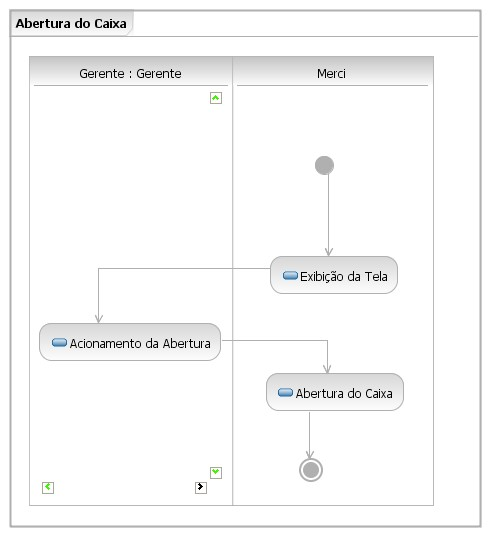 Abertura do Caixa
Gerente : Gerente
Merci
Exibição da Tela
Acionamento da Abertura
Abertura do Caixa